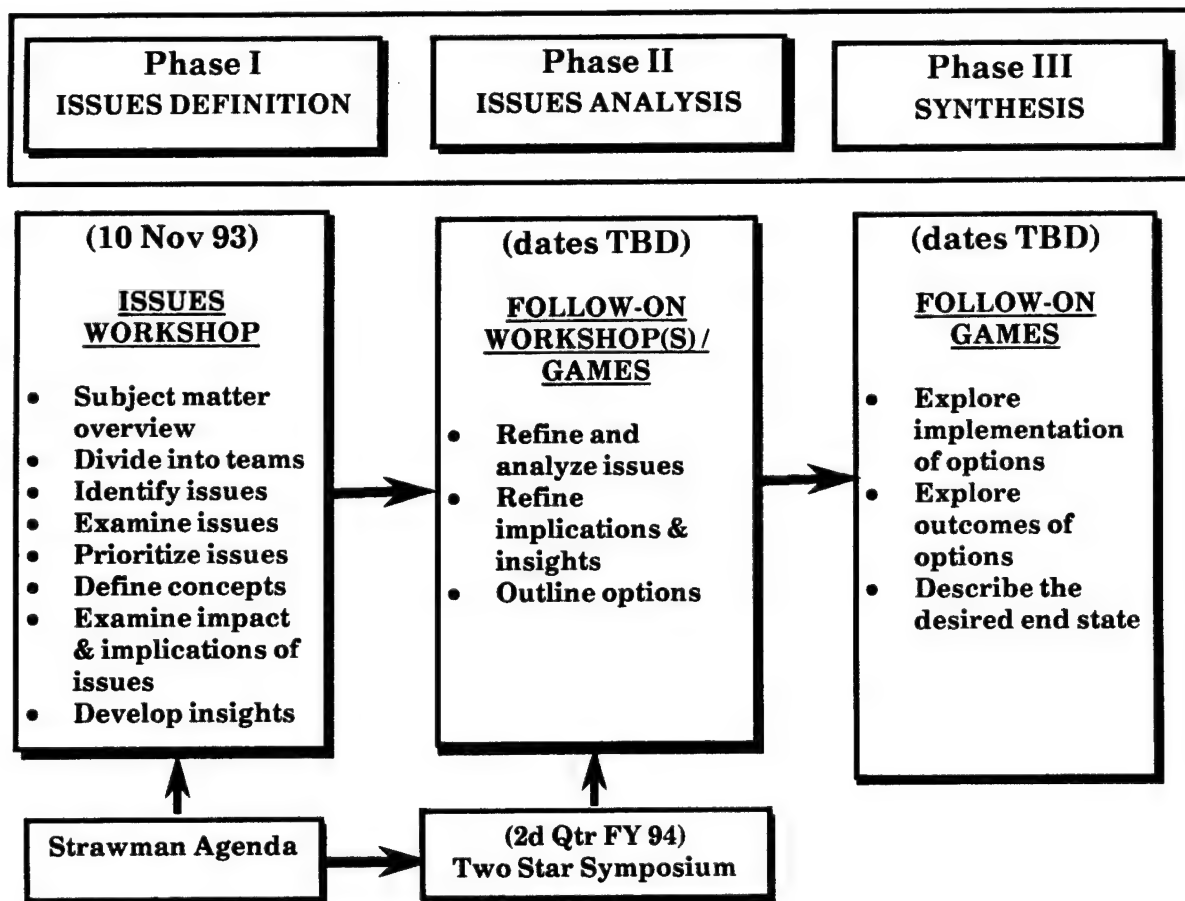 Phase I
ISSUES DEFINITION
Phase II
ISSUES ANALYSIS
Phase III
SYNTHESIS
(10 Nov 93)
ISSUES
WORKSHOP
• Subject matter
overview
• Divide into teams
• Identify issues
• Examine issues
• Prioritize issues
• Define concepts
• Examine impact
& implications of
issues
• Develop insights
(dates TBD)
FOLLOW-ON
WORKSHOP(S) /
GAMES
• Refine and
analyze issues
• Refine
implications &
insights
• Outline options
(dates TBD)
FOLLOW-ON
GAMES
• Explore
implementation
of options
• Explore
outcomes of
options
• Describe the
desired end state
Strawman Agenda
(2d Qtr FY 94)
Two Star Symposium